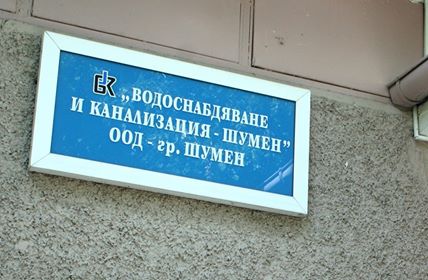 „ВОДОСНАБДЯВАНЕ
И КАНАЛИЗАЦИЯ - ШУМЕН”
ООД - гр. ШУМЕН